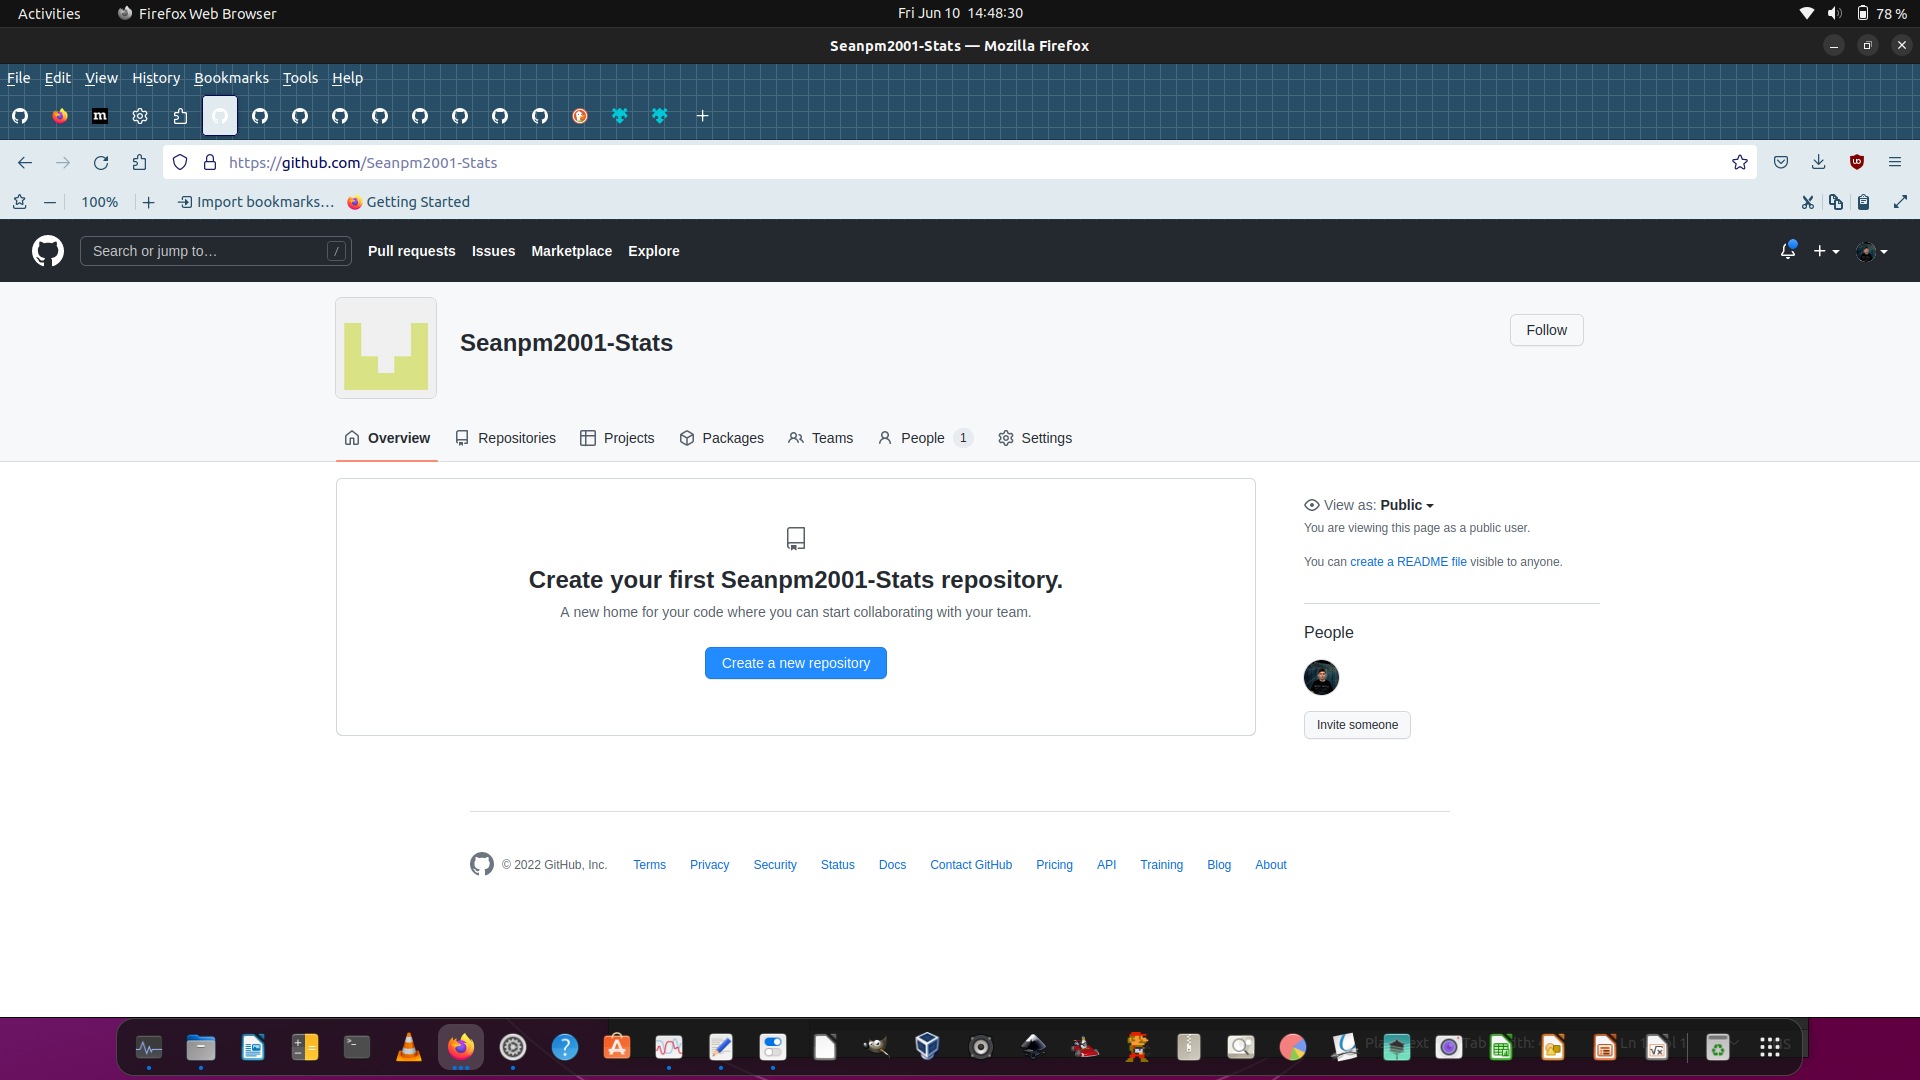 Activities Firefox Web Browser Fri Jun 10 14:48:30 78 %
Seanpm2001-Stats — Mozilla Firefox
File Edit View History Bookmarks Tools Help
m
https://github.com/Seanpm2001-Stats
100% Import bookmarks… Getting Started
Search or jump to… / Pull requests Issues Marketplace Explore
Seanpm2001-Stats
Follow
Overview Repositories Projects Packages Teams People 1 Settings
View as: Public
You are viewing this page as a public user.
You can create a README file visible to anyone.
Create your first Seanpm2001-Stats repository.
A new home for your code where you can start collaborating with your team.
Create a new repository
People
Invite someone
© 2022 GitHub, Inc. Terms Privacy Security Status Docs Contact GitHub Pricing API Training Blog About